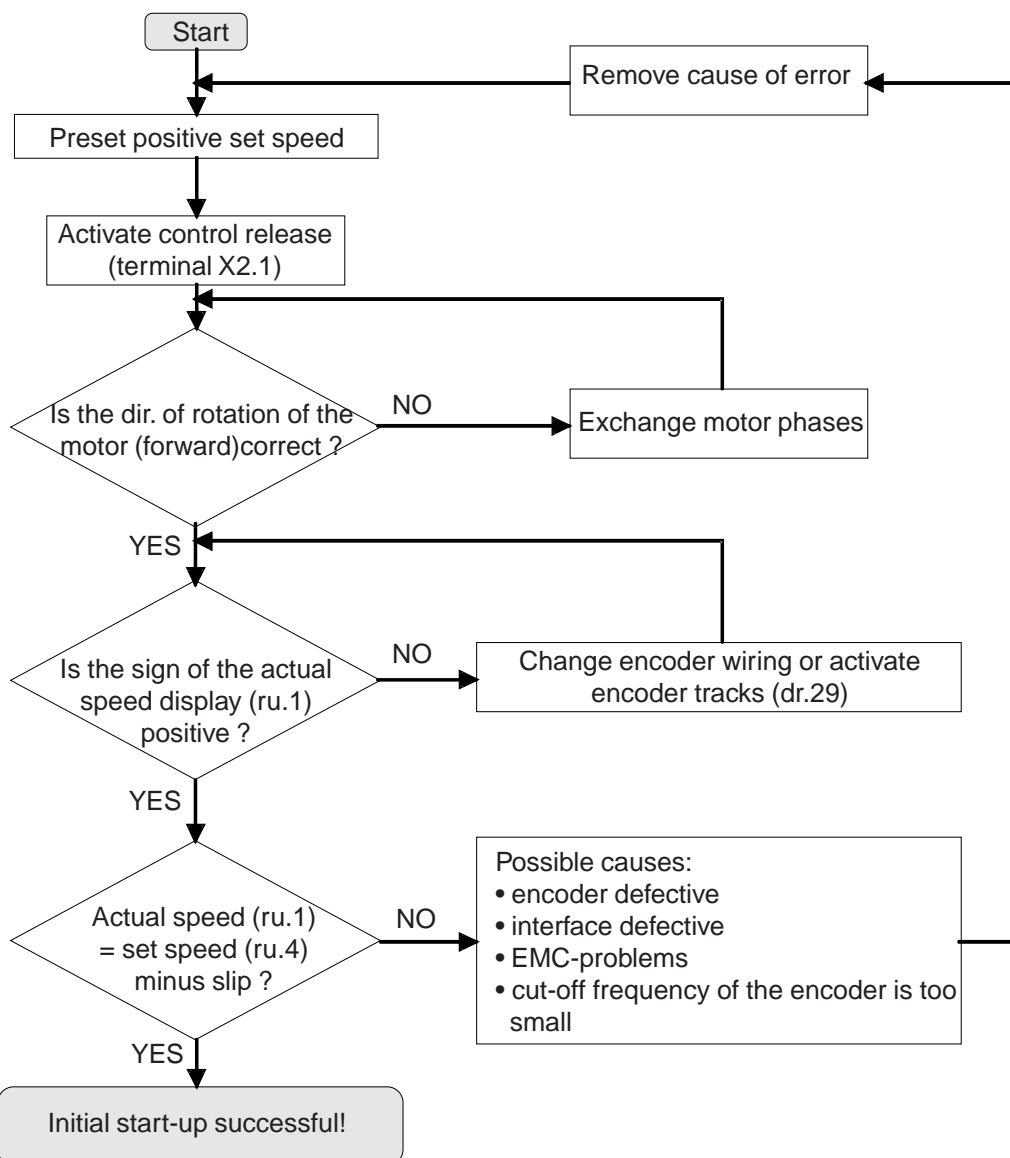 Start
Remove cause of error
Preset positive set speed
Activate control release
(terminal X2.1)
Is the dir. of rotation of the
motor (forward)correct ?
NO
Exchange motor phases
YES
Is the sign of the actual
speed display (ru.1)
positive ?
NO
Change encoder wiring or activate
encoder tracks (dr.29)
YES
Actual speed (ru.1)
= set speed (ru.4)
minus slip ?
NO
Possible causes:
• encoder defective
• interface defective
• EMC-problems
• cut-off frequency of the encoder is too
small
YES
Initial start-up successful!